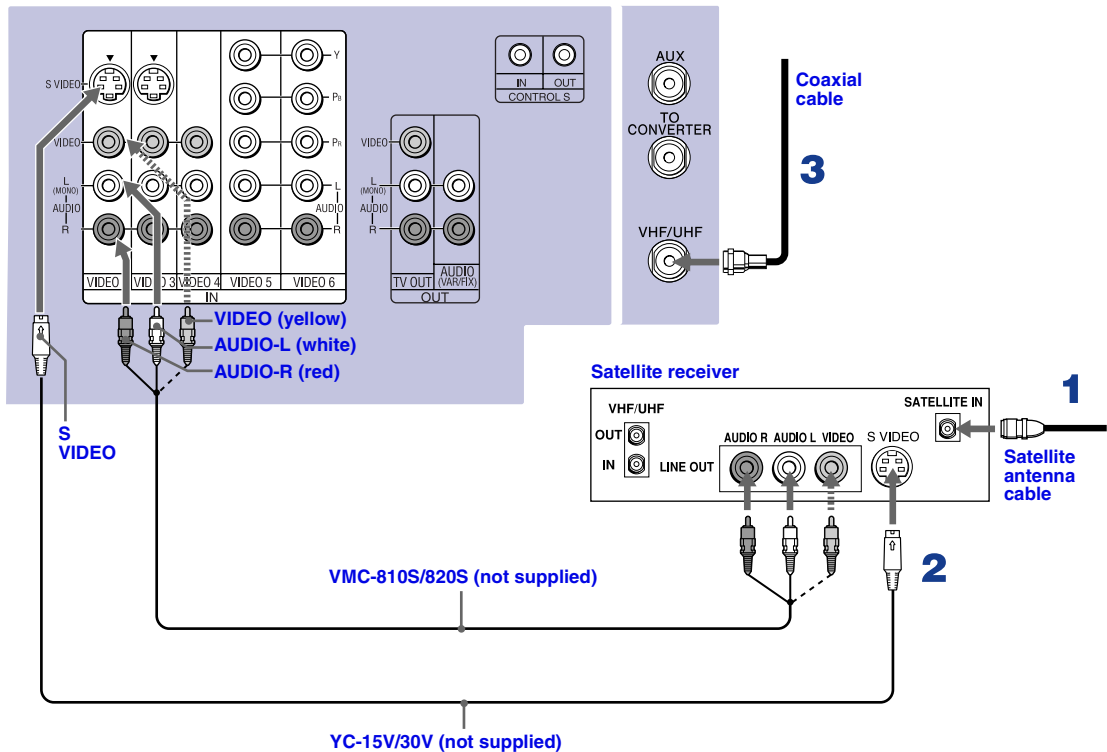 S VIDEO
VIDEO
L
(MONO)
AUDIO
R
Y
PB
PR
L
AUDIO
R
VIDEO
VIDEO 3
VIDEO 4
VIDEO 5
VIDEO 6
IN
VIDEO
L
(MONO)
AUDIO
R
TV OUT
AUDIO
(VAR/FIX)
OUT
IN
OUT
CONTROL S
AUX
TO
CONVERTER
VHF/UHF
Coaxial
cable
3
VIDEO (yellow)
AUDIO-L (white)
AUDIO-R (red)
S
VIDEO
Satellite receiver
VHF/UHF
OUT
IN
LINE OUT
AUDIO R
AUDIO L
VIDEO
S VIDEO
SATELLITE IN
1
Satellite
antenna
cable
2
VMC-810S/820S (not supplied)
YC-15V/30V (not supplied)